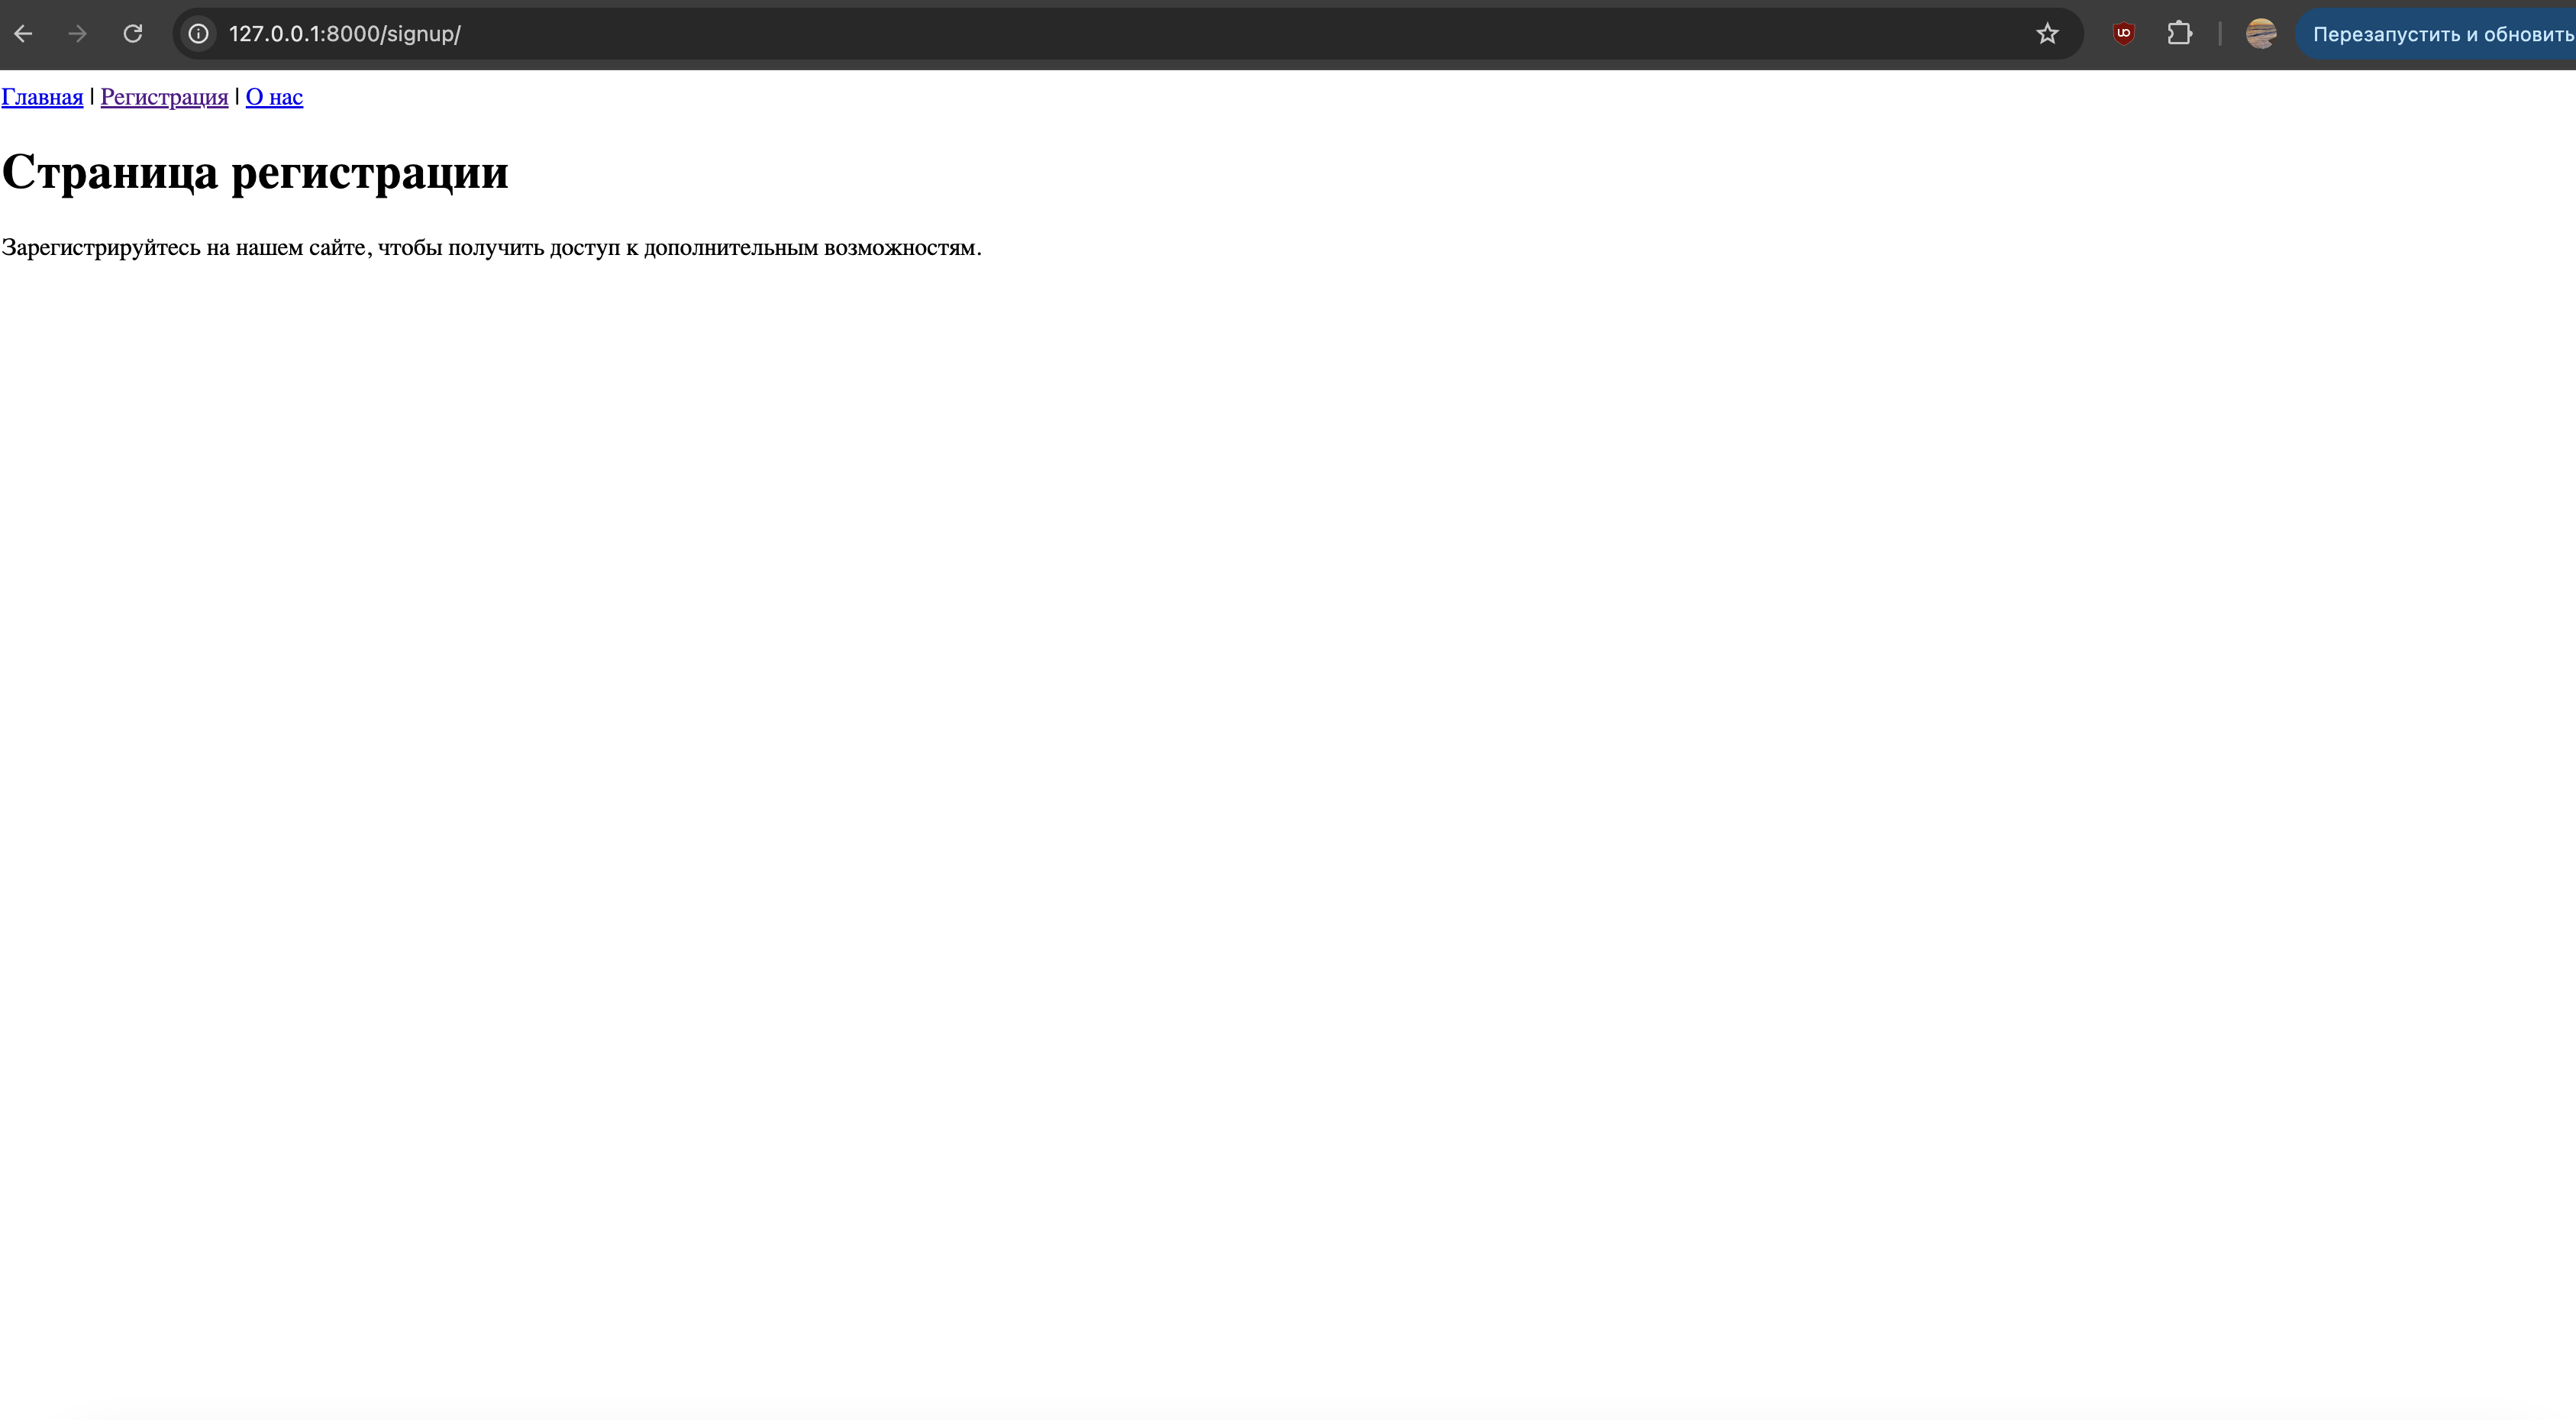 127.0.0.1:8000/signup/
Перезапустить и обновить
Главная | Регистрация | О нас
Страница регистрации
Зарегистрируйтесь на нашем сайте, чтобы получить доступ к дополнительным возможностям.